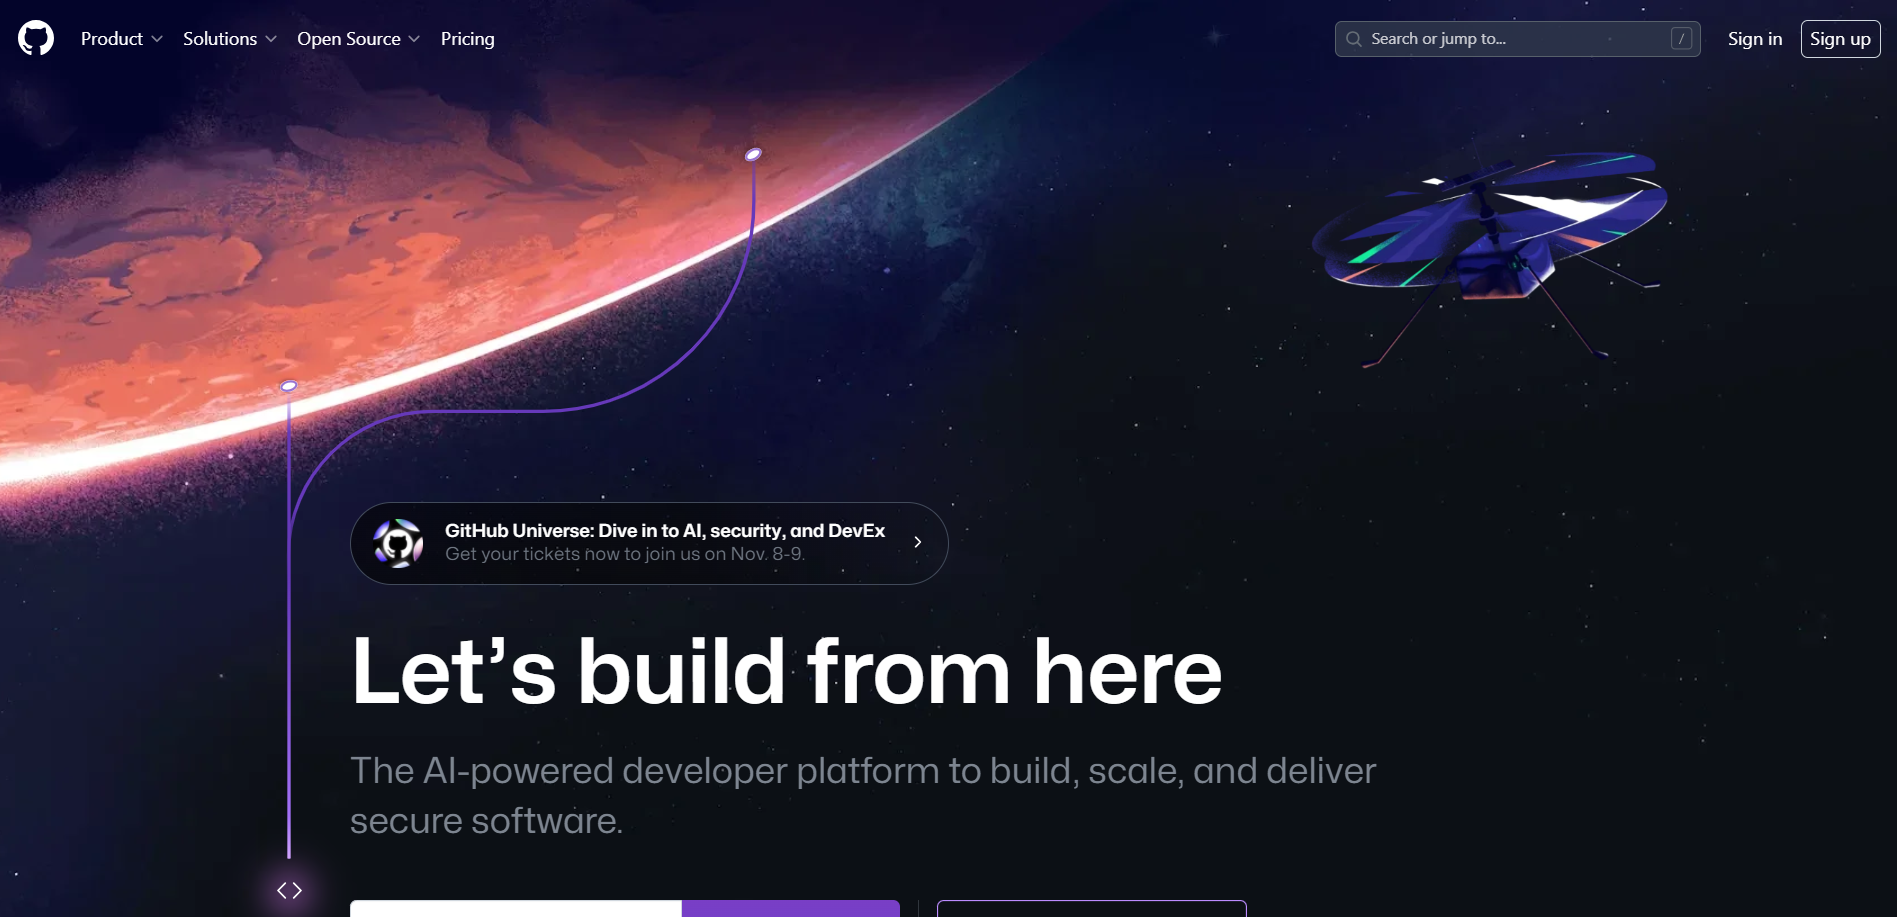 Product
Solutions
Open Source
Pricing
Search or jump to...
/
Sign in
Sign up
GitHub Universe: Dive in to AI, security, and DevEx
Get your tickets now to join us on Nov. 8-9.
Let’s build from here
The AI-powered developer platform to build, scale, and deliver
secure software.